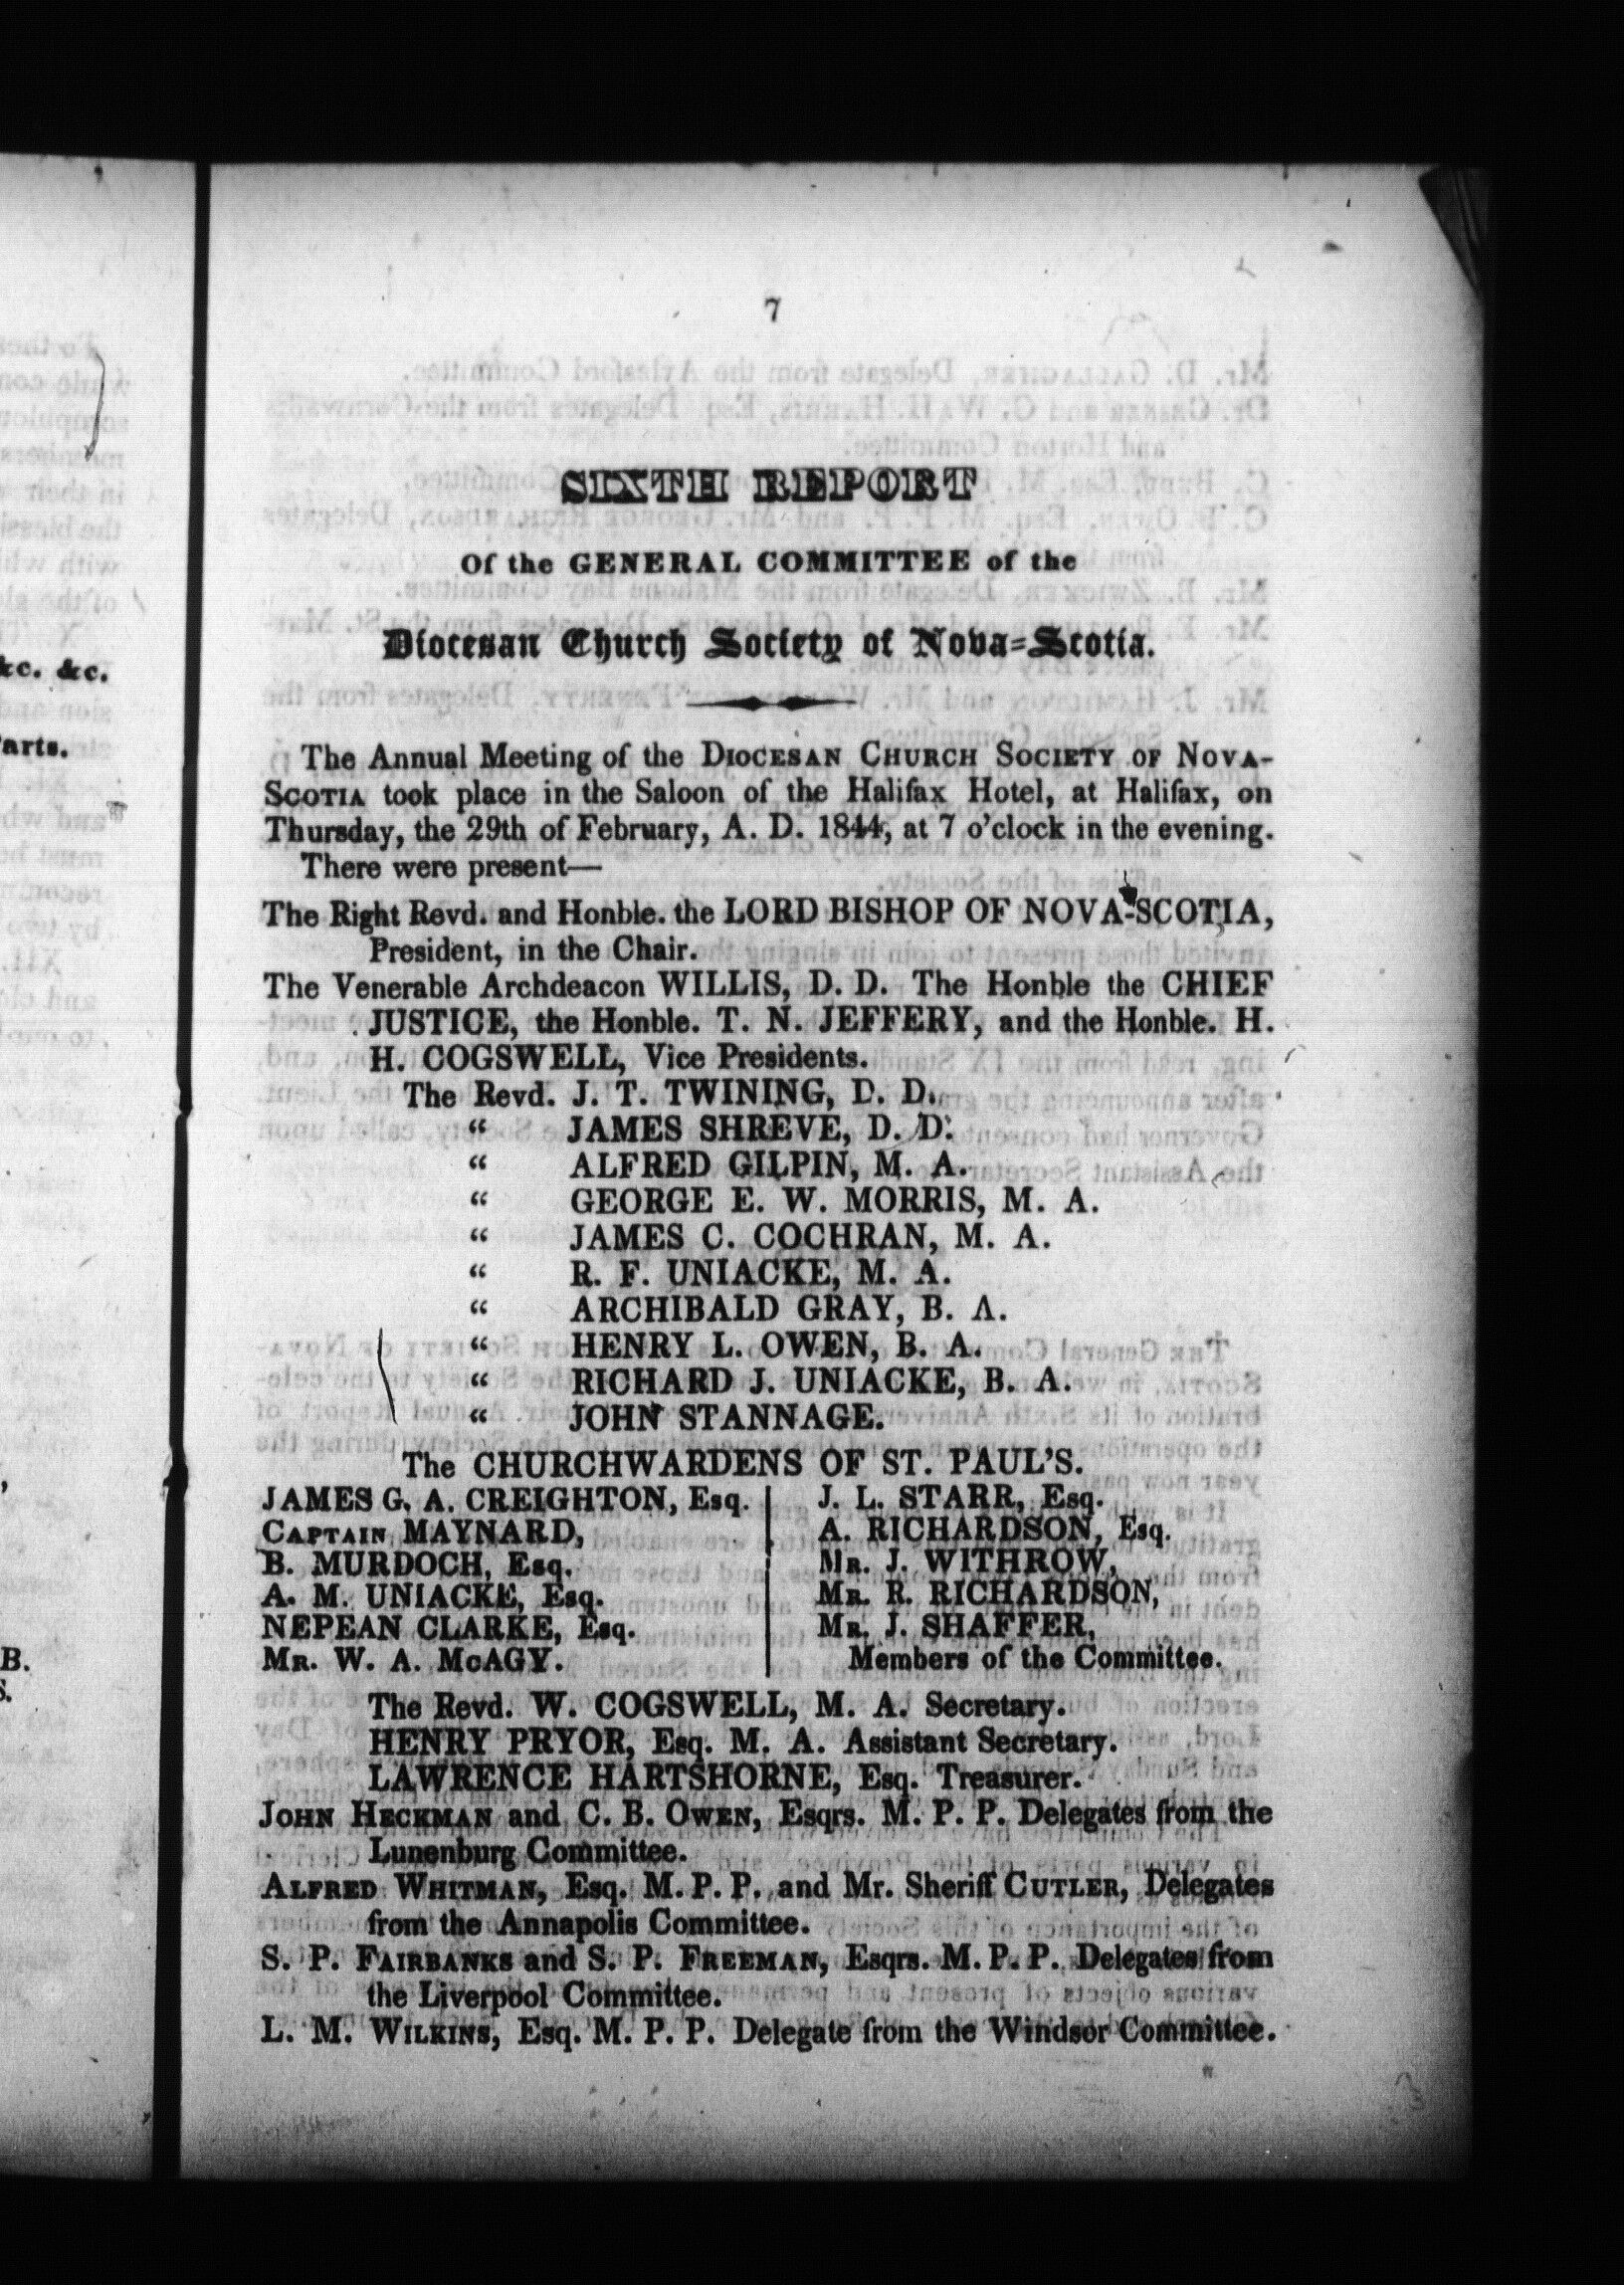 7
SIXTH REPORT
Of the GENERAL COMMITTEE of the
Diocesan Church Society of Nova=Scotia.
The Annual Meeting of the DIOCESAN CHURCH SOCIETY OF NOVA-
SCOTIA took place in the Saloon of the Halifax Hotel, at Halifax, on
Thursday, the 29th of February, A. D. 1844, at 7 o'clock in the evening.
There were present—
The Right Revd. and Honble. the LORD BISHOP OF NOVA-SCOTIA,
President, in the Chair.
The Venerable Archdeacon WILLIS, D. D. The Honble the CHIEF
JUSTICE, the Honble. T. N. JEFFERY, and the Honble. H.
H. COGSWELL, Vice Presidents.
The Revd. J. T. TWINING, D. D.
“ JAMES SHREVE, D. D.
“ ALFRED GILPIN, M. A.
“ GEORGE E. W. MORRIS, M. A.
“ JAMES C. COCHRAN, M. A.
“ R. F. UNIACKE, M. A.
“ ARCHIBALD GRAY, B. A.
“ HENRY L. OWEN, B. A.
“ RICHARD J. UNIACKE, B. A.
“ JOHN STANNAGE.
The CHURCHWARDENS OF ST. PAUL'S.
JAMES G. A. CREIGHTON, Esq.
CAPTAIN MAYNARD,
B. MURDOCH, Esq.
A. M. UNIACKE, Esq.
NEPEAN CLARKE, Esq.
MR. W. A. McAGY.
J. L. STARR, Esq.
A. RICHARDSON, Esq.
MR. J. WITHROW,
MR. R. RICHARDSON,
MR. J. SHAFFER,
Members of the Committee.
The Revd. W. COGSWELL, M. A. Secretary.
HENRY PRYOR, Esq. M. A. Assistant Secretary.
LAWRENCE HARTSHORNE, Esq. Treasurer.
JOHN HECKMAN and C. B. OWEN, Esqrs. M. P. P. Delegates from the
Lunenburg Committee.
ALFRED WHITMAN, Esq. M. P. P. and Mr. Sheriff CUTLER, Delegates
from the Annapolis Committee.
S. P. FAIRBANKS and S. P. FREEMAN, Esqrs. M. P. P. Delegates from
the Liverpool Committee.
L. M. WILKINS, Esq. M. P. P. Delegate from the Windsor Committee.